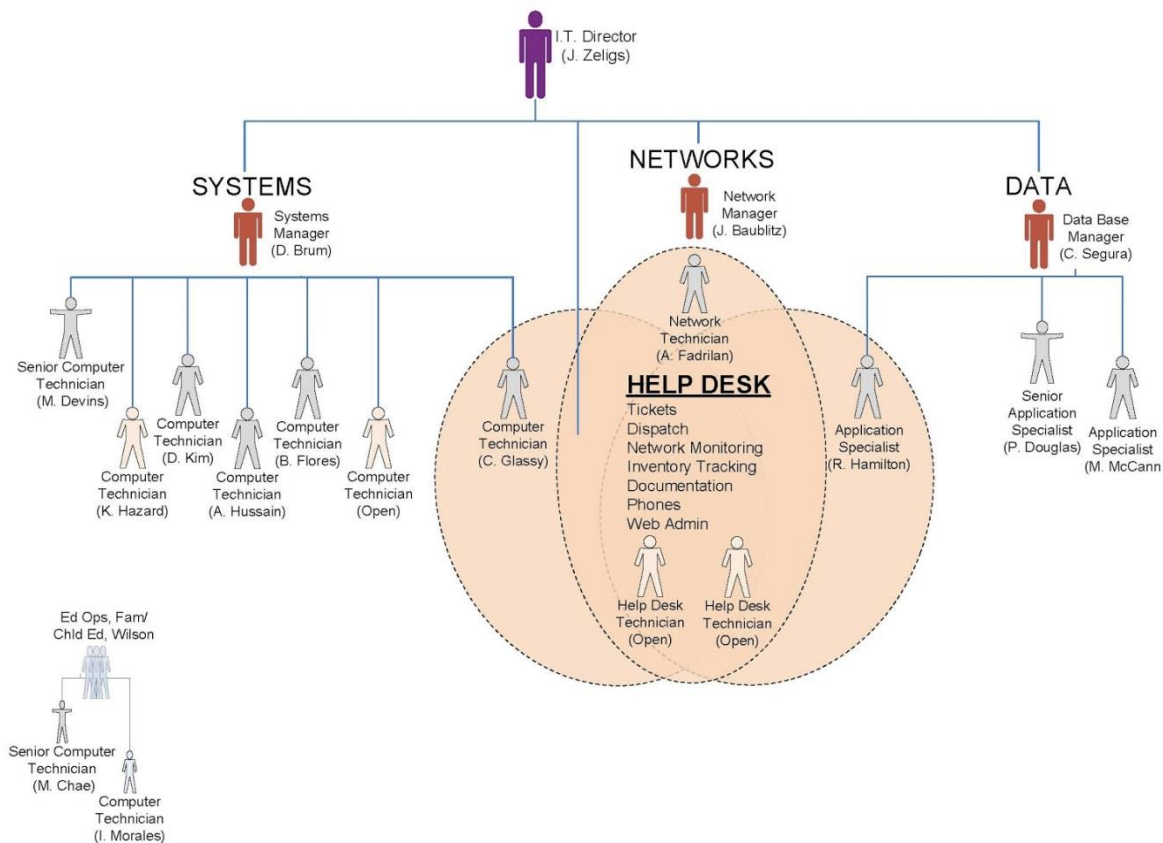 I.T. Director
(J. Zeligs)
NETWORKS
SYSTEMS
DATA
Network
Manager
(J. Baublitz)
Systems
Manager
(D. Brum)
Data Base
Manager
(C. Segura)
Network
Technician
(A. Fadrilan)
Senior Computer
Technician
(M. Devins)
Computer
Technician
(K. Hazard)
Computer
Technician
(D. Kim)
Computer
Technician
(A. Hussain)
Computer
Technician
(B. Flores)
Computer
Technician
(Open)
Computer
Technician
(C. Glassy)
HELP DESK
Tickets
Dispatch
Network Monitoring
Inventory Tracking
Documentation
Phones
Web Admin
Help Desk
Technician
(Open)
Help Desk
Technician
(Open)
Application
Specialist
(R. Hamilton)
Senior
Application
Specialist
(P. Douglas)
Application
Specialist
(M. McCann)
Ed Ops, Fam/
Chld Ed, Wilson
Senior Computer
Technician
(M. Chae)
Computer
Technician
(I. Morales)